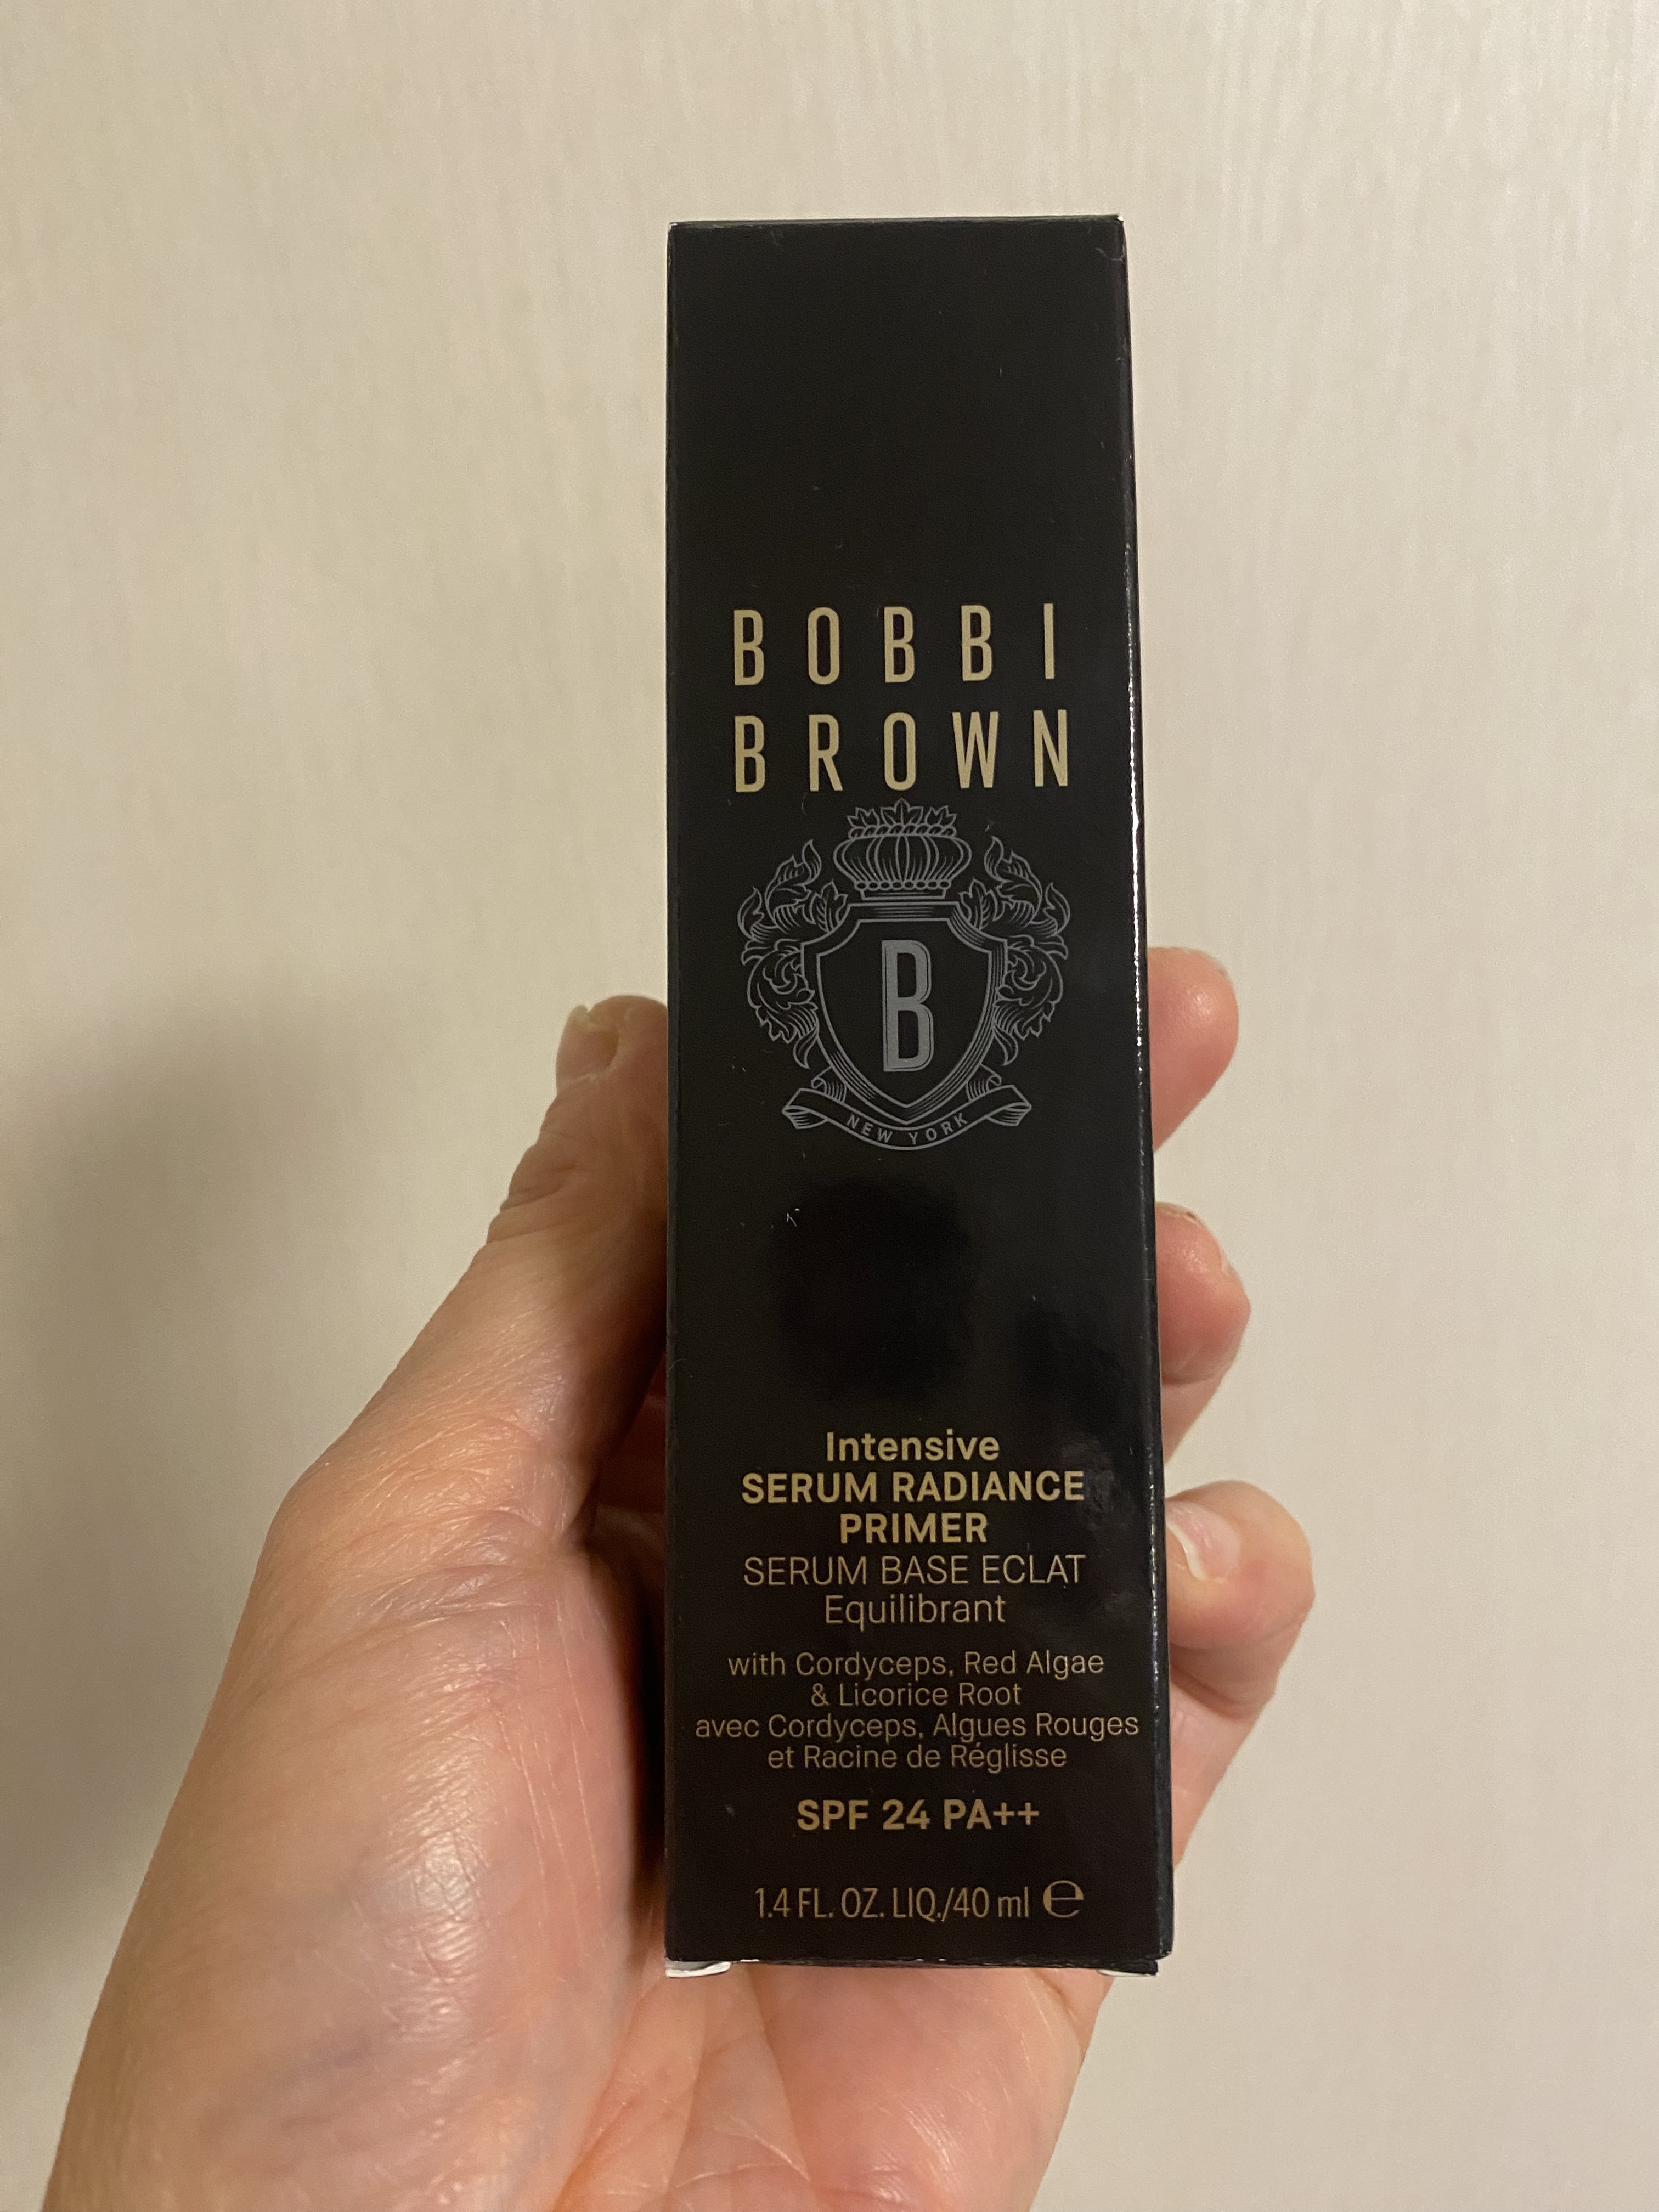 BOBBI
BROWN
B
NEW YORK
Intensive
SERUM RADIANCE
PRIMER
SERUM BASE ECLAT
Equilibrant
with Cordyceps, Red Algae
& Licorice Root
avec Cordyceps, Algues Rouges
et Racine de Réglisse
SPF 24 PA++
1.4 FL. OZ. LIQ./40 ml ℮